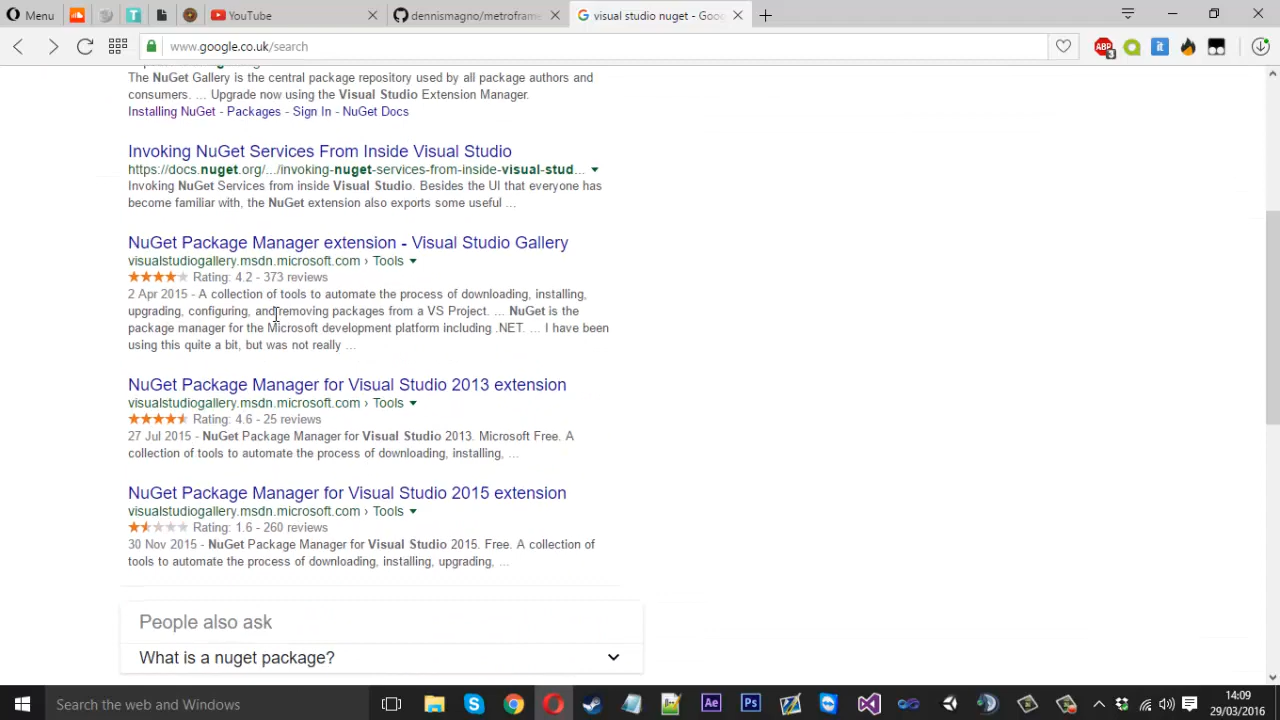 Menu
YouTube
dennismagno/metroframe
visual studio nuget - Goo
www.google.co.uk/search
The NuGet Gallery is the central package repository used by all package authors and
consumers. ... Upgrade now using the Visual Studio Extension Manager.
Installing NuGet - Packages - Sign In - NuGet Docs
Invoking NuGet Services From Inside Visual Studio
https://docs.nuget.org/.../invoking-nuget-services-from-inside-visual-stud...
Invoking NuGet Services from inside Visual Studio. Besides the UI that everyone has
become familiar with, the NuGet extension also exports some useful ...
NuGet Package Manager extension - Visual Studio Gallery
visualstudiogallery.msdn.microsoft.com › Tools
Rating: 4.2 - 373 reviews
2 Apr 2015 - A collection of tools to automate the process of downloading, installing,
upgrading, configuring, and removing packages from a VS Project. ... NuGet is the
package manager for the Microsoft development platform including .NET. ... I have been
using this quite a bit, but was not really ...
NuGet Package Manager for Visual Studio 2013 extension
visualstudiogallery.msdn.microsoft.com › Tools
Rating: 4.6 - 25 reviews
27 Jul 2015 - NuGet Package Manager for Visual Studio 2013. Microsoft Free. A
collection of tools to automate the process of downloading, installing, ...
NuGet Package Manager for Visual Studio 2015 extension
visualstudiogallery.msdn.microsoft.com › Tools
Rating: 1.6 - 260 reviews
30 Nov 2015 - NuGet Package Manager for Visual Studio 2015. Free. A collection of
tools to automate the process of downloading, installing, upgrading, ...
People also ask
What is a nuget package?
Search the web and Windows
14:09
29/03/2016